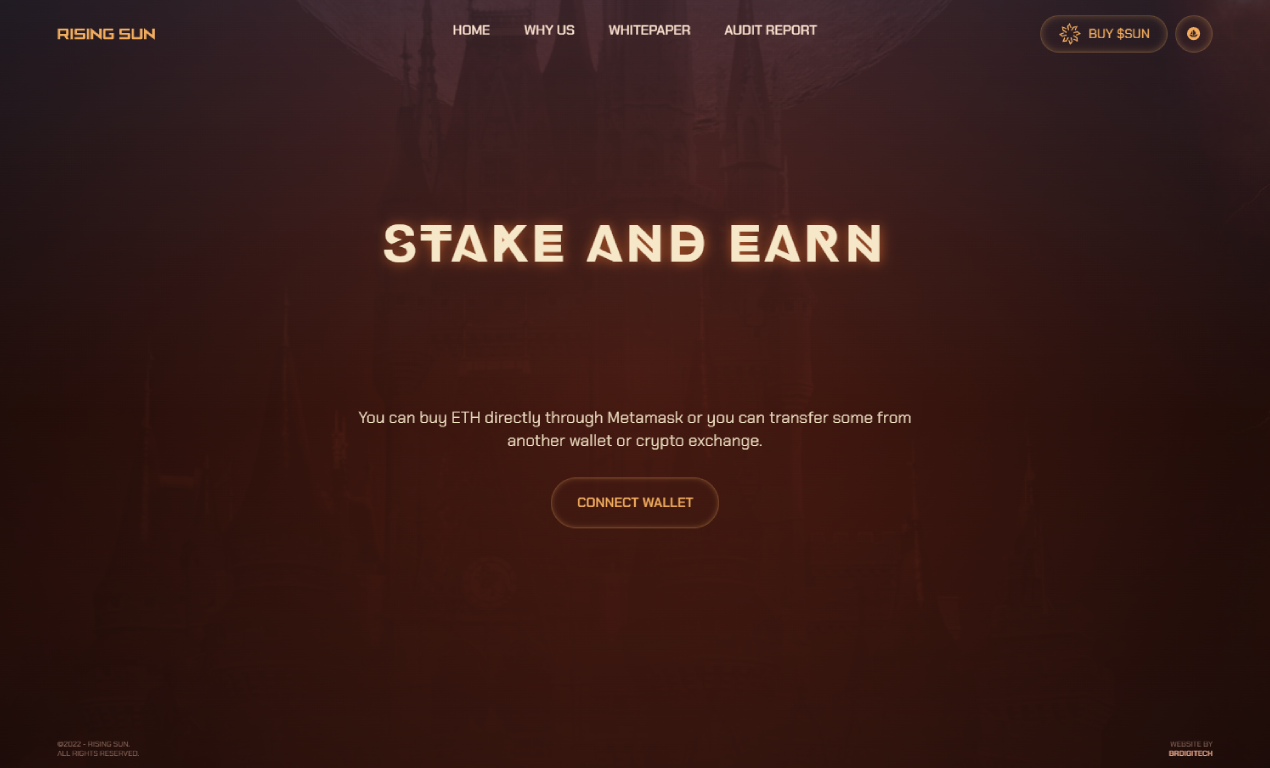 RISING SUN
HOME
WHY US
WHITEPAPER
AUDIT REPORT
BUY $SUN
STAKE AND EARN
You can buy ETH directly through Metamask or you can transfer some from
another wallet or crypto exchange.
CONNECT WALLET
©2022 - RISING SUN.
ALL RIGHTS RESERVED.
WEBSITE BY
BRDIGITECH